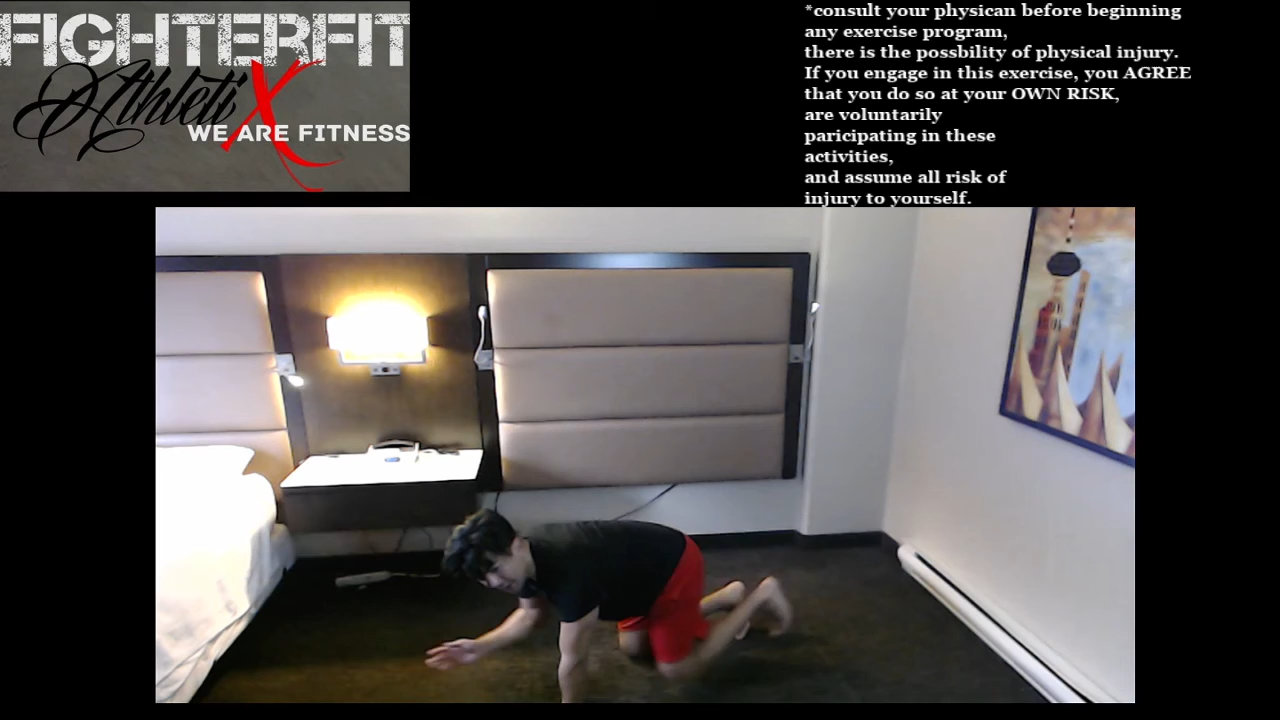 FIGHTERFIT
AthletiX
WE ARE FITNESS
*consult your physican before beginning
any exercise program,
there is the possbility of physical injury.
If you engage in this exercise, you AGREE
that you do so at your OWN RISK,
are voluntarily
paricipating in these
activities,
and assume all risk of
injury to yourself.